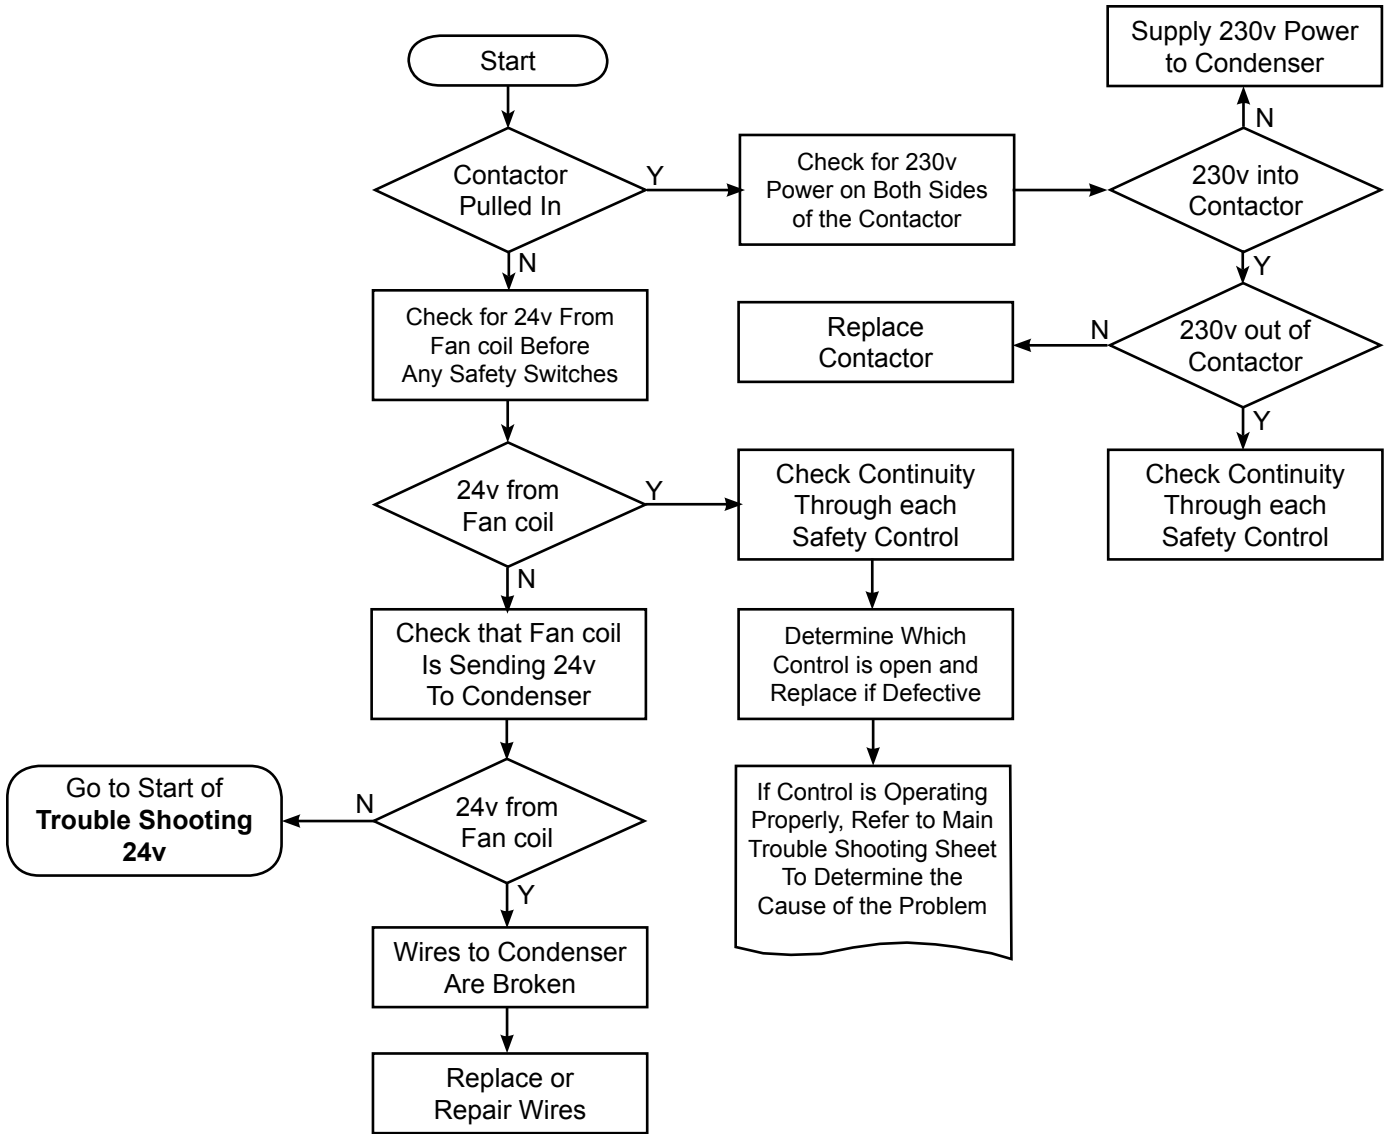 Start
Supply 230v Power
to Condenser
N
Contactor
Pulled In
Y
Check for 230v
Power on Both Sides
of the Contactor
230v into
Contactor
N
Y
Check for 24v From
Fan coil Before
Any Safety Switches
Replace
Contactor
N
230v out of
Contactor
Y
24v from
Fan coil
Y
Check Continuity
Through each
Safety Control
Check Continuity
Through each
Safety Control
N
Check that Fan coil
Is Sending 24v
To Condenser
Determine Which
Control is open and
Replace if Defective
Go to Start of
Trouble Shooting
24v
N
24v from
Fan coil
If Control is Operating
Properly, Refer to Main
Trouble Shooting Sheet
To Determine the
Cause of the Problem
Y
Wires to Condenser
Are Broken
Replace or
Repair Wires